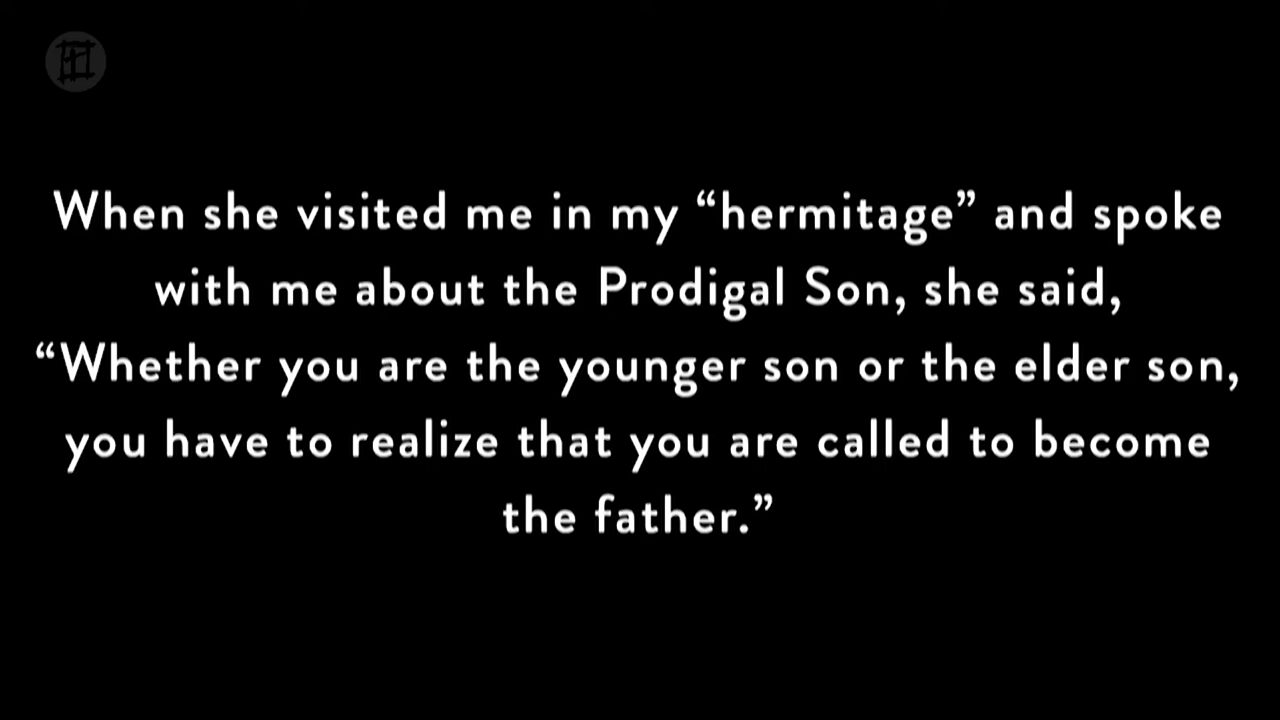 When she visited me in my “hermitage” and spoke
with me about the Prodigal Son, she said,
“Whether you are the younger son or the elder son,
you have to realize that you are called to become
the father.”